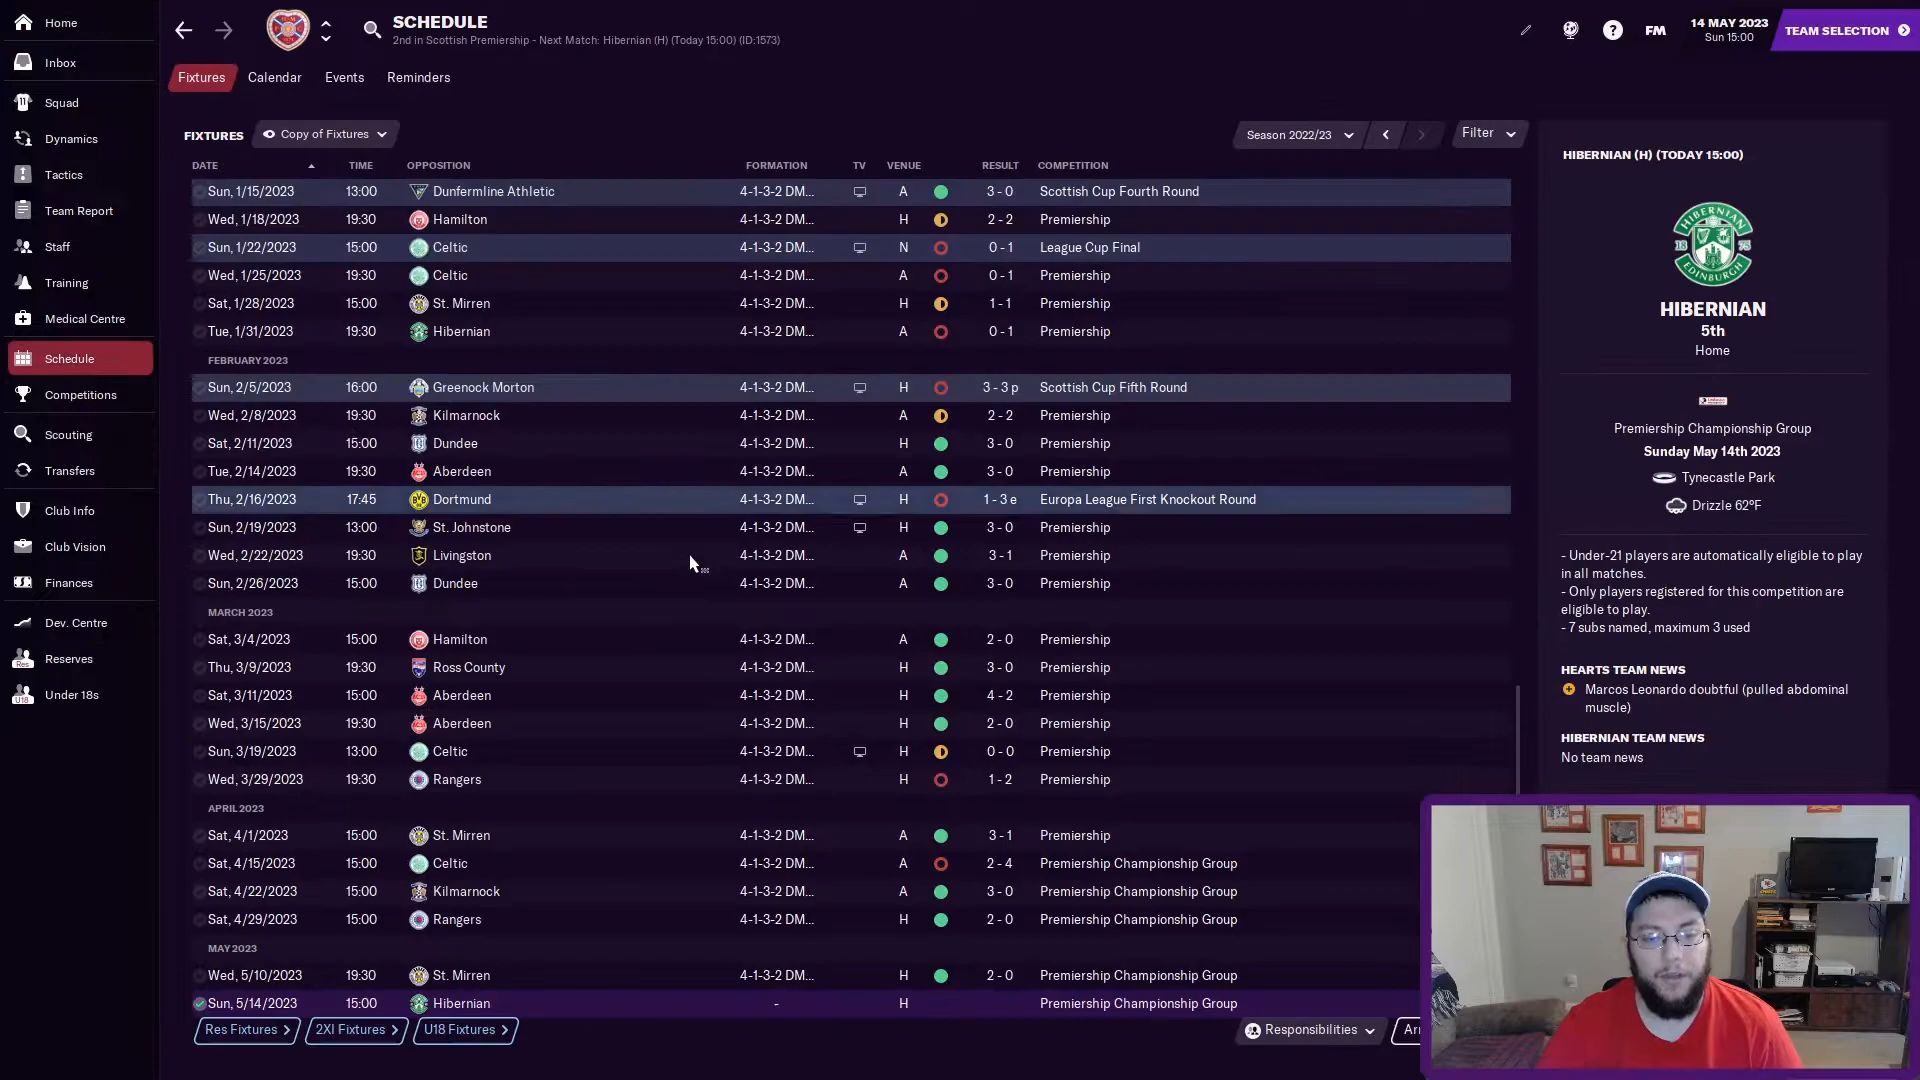 Home
Inbox
Squad
Dynamics
Tactics
Team Report
Staff
Training
Medical Centre
Schedule
Competitions
Scouting
Transfers
Club Info
Club Vision
Finances
Dev. Centre
Reserves
Under 18s
SCHEDULE
2nd in Scottish Premiership - Next Match: Hibernian (H) (Today 15:00) (ID:1573)
FM
14 MAY 2023
Sun 15:00
TEAM SELECTION
Fixtures Calendar Events Reminders
FIXTURES Copy of Fixtures Season 2022/23 Filter
DATE TIME OPPOSITION FORMATION TV VENUE RESULT COMPETITION
Sun, 1/15/2023 13:00 Dunfermline Athletic 4-1-3-2 DM... A 3 - 0 Scottish Cup Fourth Round
Wed, 1/18/2023 19:30 Hamilton 4-1-3-2 DM... H 2 - 2 Premiership
Sun, 1/22/2023 15:00 Celtic 4-1-3-2 DM... N 0 - 1 League Cup Final
Wed, 1/25/2023 19:30 Celtic 4-1-3-2 DM... A 0 - 1 Premiership
Sat, 1/28/2023 15:00 St. Mirren 4-1-3-2 DM... H 1 - 1 Premiership
Tue, 1/31/2023 19:30 Hibernian 4-1-3-2 DM... A 0 - 1 Premiership
FEBRUARY 2023
Sun, 2/5/2023 16:00 Greenock Morton 4-1-3-2 DM... H 3 - 3 p Scottish Cup Fifth Round
Wed, 2/8/2023 19:30 Kilmarnock 4-1-3-2 DM... A 2 - 2 Premiership
Sat, 2/11/2023 15:00 Dundee 4-1-3-2 DM... H 3 - 0 Premiership
Tue, 2/14/2023 19:30 Aberdeen 4-1-3-2 DM... A 3 - 0 Premiership
Thu, 2/16/2023 17:45 Dortmund 4-1-3-2 DM... H 1 - 3 e Europa League First Knockout Round
Sun, 2/19/2023 13:00 St. Johnstone 4-1-3-2 DM... H 3 - 0 Premiership
Wed, 2/22/2023 19:30 Livingston 4-1-3-2 DM... A 3 - 1 Premiership
Sun, 2/26/2023 15:00 Dundee 4-1-3-2 DM... A 3 - 0 Premiership
MARCH 2023
Sat, 3/4/2023 15:00 Hamilton 4-1-3-2 DM... A 2 - 0 Premiership
Thu, 3/9/2023 19:30 Ross County 4-1-3-2 DM... H 3 - 0 Premiership
Sat, 3/11/2023 15:00 Aberdeen 4-1-3-2 DM... H 4 - 2 Premiership
Wed, 3/15/2023 19:30 Aberdeen 4-1-3-2 DM... H 2 - 0 Premiership
Sun, 3/19/2023 13:00 Celtic 4-1-3-2 DM... H 0 - 0 Premiership
Wed, 3/29/2023 19:30 Rangers 4-1-3-2 DM... H 1 - 2 Premiership
APRIL 2023
Sat, 4/1/2023 15:00 St. Mirren 4-1-3-2 DM... A 3 - 1 Premiership
Sat, 4/15/2023 15:00 Celtic 4-1-3-2 DM... A 2 - 4 Premiership Championship Group
Sat, 4/22/2023 15:00 Kilmarnock 4-1-3-2 DM... A 3 - 0 Premiership Championship Group
Sat, 4/29/2023 15:00 Rangers 4-1-3-2 DM... H 2 - 0 Premiership Championship Group
MAY 2023
Wed, 5/10/2023 19:30 St. Mirren 4-1-3-2 DM... H 2 - 0 Premiership Championship Group
Sun, 5/14/2023 15:00 Hibernian - H Premiership Championship Group
Res Fixtures 2XI Fixtures U18 Fixtures Responsibilities Arr
HIBERNIAN (H) (TODAY 15:00)
HIBERNIAN
18 75
EDINBURGH
HIBERNIAN
5th
Home
Premiership Championship Group
Sunday May 14th 2023
Tynecastle Park
Drizzle 62°F
- Under-21 players are automatically eligible to play
in all matches.
- Only players registered for this competition are
eligible to play.
- 7 subs named, maximum 3 used
HEARTS TEAM NEWS
Marcos Leonardo doubtful (pulled abdominal
muscle)
HIBERNIAN TEAM NEWS
No team news